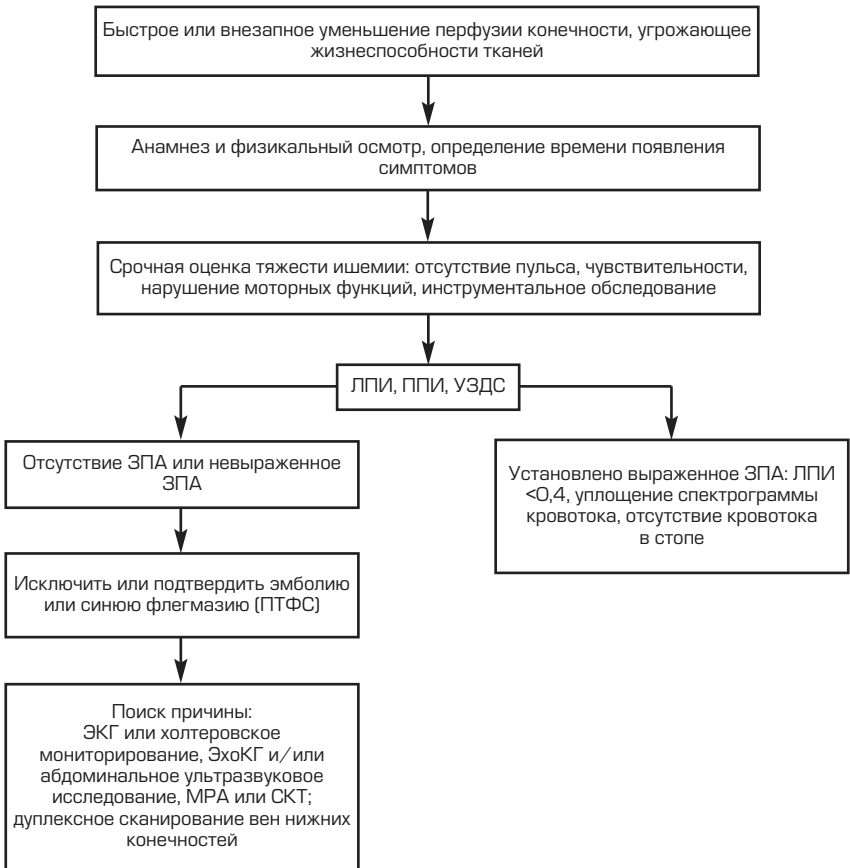 Быстрое или внезапное уменьшение перфузии конечности, угрожающее
жизнеспособности тканей
Анамнез и физикальный осмотр, определение времени появления
симптомов
Срочная оценка тяжести ишемии: отсутствие пульса, чувствительности,
нарушение моторных функций, инструментальное обследование
ЛПИ, ППИ, УЗДС
Отсутствие ЗПА или невыраженное
ЗПА
Установлено выраженное ЗПА: ЛПИ
<0,4, уплощение спектрограммы
кровотока, отсутствие кровотока
в стопе
Исключить или подтвердить эмболию
или синюю флегмазию (ПТФС)
Поиск причины:
ЭКГ или холтеровское
мониторирование, ЭхоКГ и/или
абдоминальное ультразвуковое
исследование, МРА или СКТ;
дуплексное сканирование вен нижних
конечностей